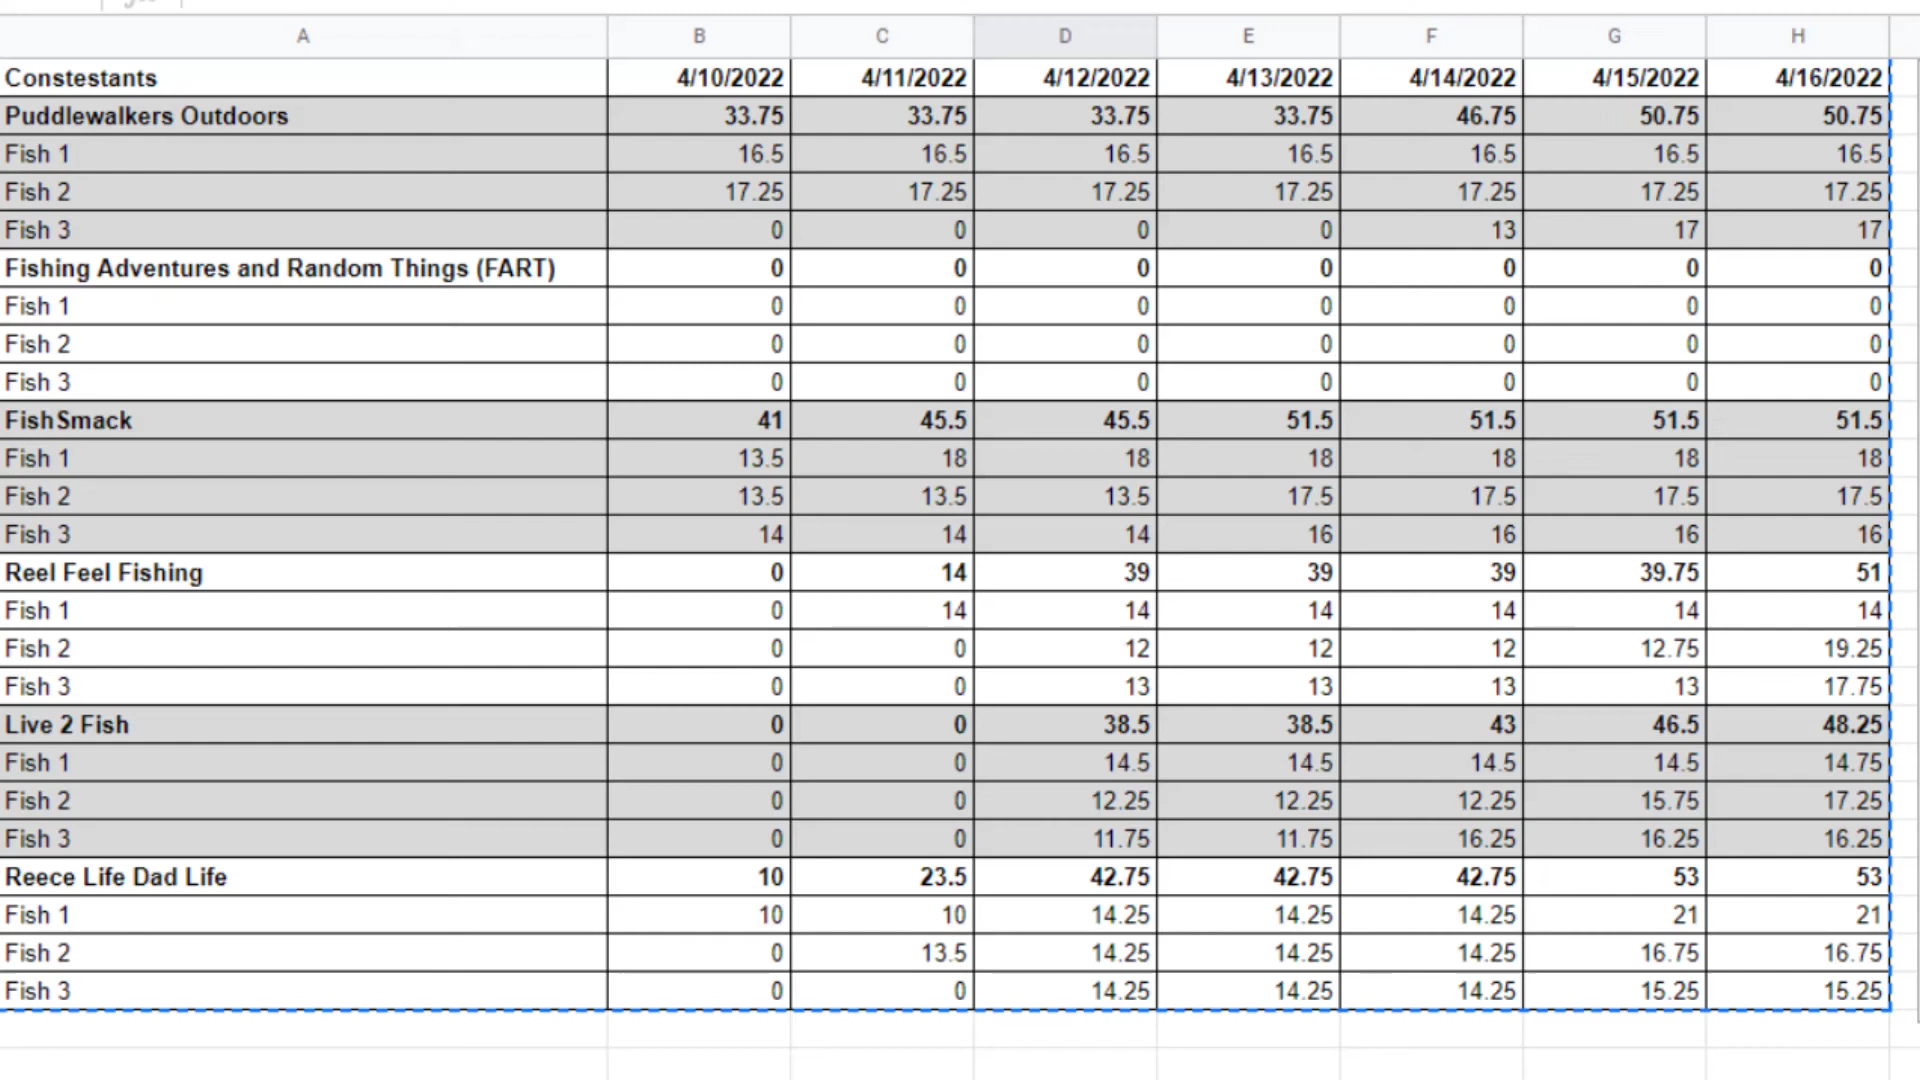 A B C D E F G H
Constestants 4/10/2022 4/11/2022 4/12/2022 4/13/2022 4/14/2022 4/15/2022 4/16/2022
Puddlewalkers Outdoors 33.75 33.75 33.75 33.75 46.75 50.75 50.75
Fish 1 16.5 16.5 16.5 16.5 16.5 16.5 16.5
Fish 2 17.25 17.25 17.25 17.25 17.25 17.25 17.25
Fish 3 0 0 0 0 13 17 17
Fishing Adventures and Random Things (FART) 0 0 0 0 0 0 0
Fish 1 0 0 0 0 0 0 0
Fish 2 0 0 0 0 0 0 0
Fish 3 0 0 0 0 0 0 0
FishSmack 41 45.5 45.5 51.5 51.5 51.5 51.5
Fish 1 13.5 18 18 18 18 18 18
Fish 2 13.5 13.5 13.5 17.5 17.5 17.5 17.5
Fish 3 14 14 14 16 16 16 16
Reel Feel Fishing 0 14 39 39 39 39.75 51
Fish 1 0 14 14 14 14 14 14
Fish 2 0 0 12 12 12 12.75 19.25
Fish 3 0 0 13 13 13 13 17.75
Live 2 Fish 0 0 38.5 38.5 43 46.5 48.25
Fish 1 0 0 14.5 14.5 14.5 14.5 14.75
Fish 2 0 0 12.25 12.25 12.25 15.75 17.25
Fish 3 0 0 11.75 11.75 16.25 16.25 16.25
Reece Life Dad Life 10 23.5 42.75 42.75 42.75 53 53
Fish 1 10 10 14.25 14.25 14.25 21 21
Fish 2 0 13.5 14.25 14.25 14.25 16.75 16.75
Fish 3 0 0 14.25 14.25 14.25 15.25 15.25